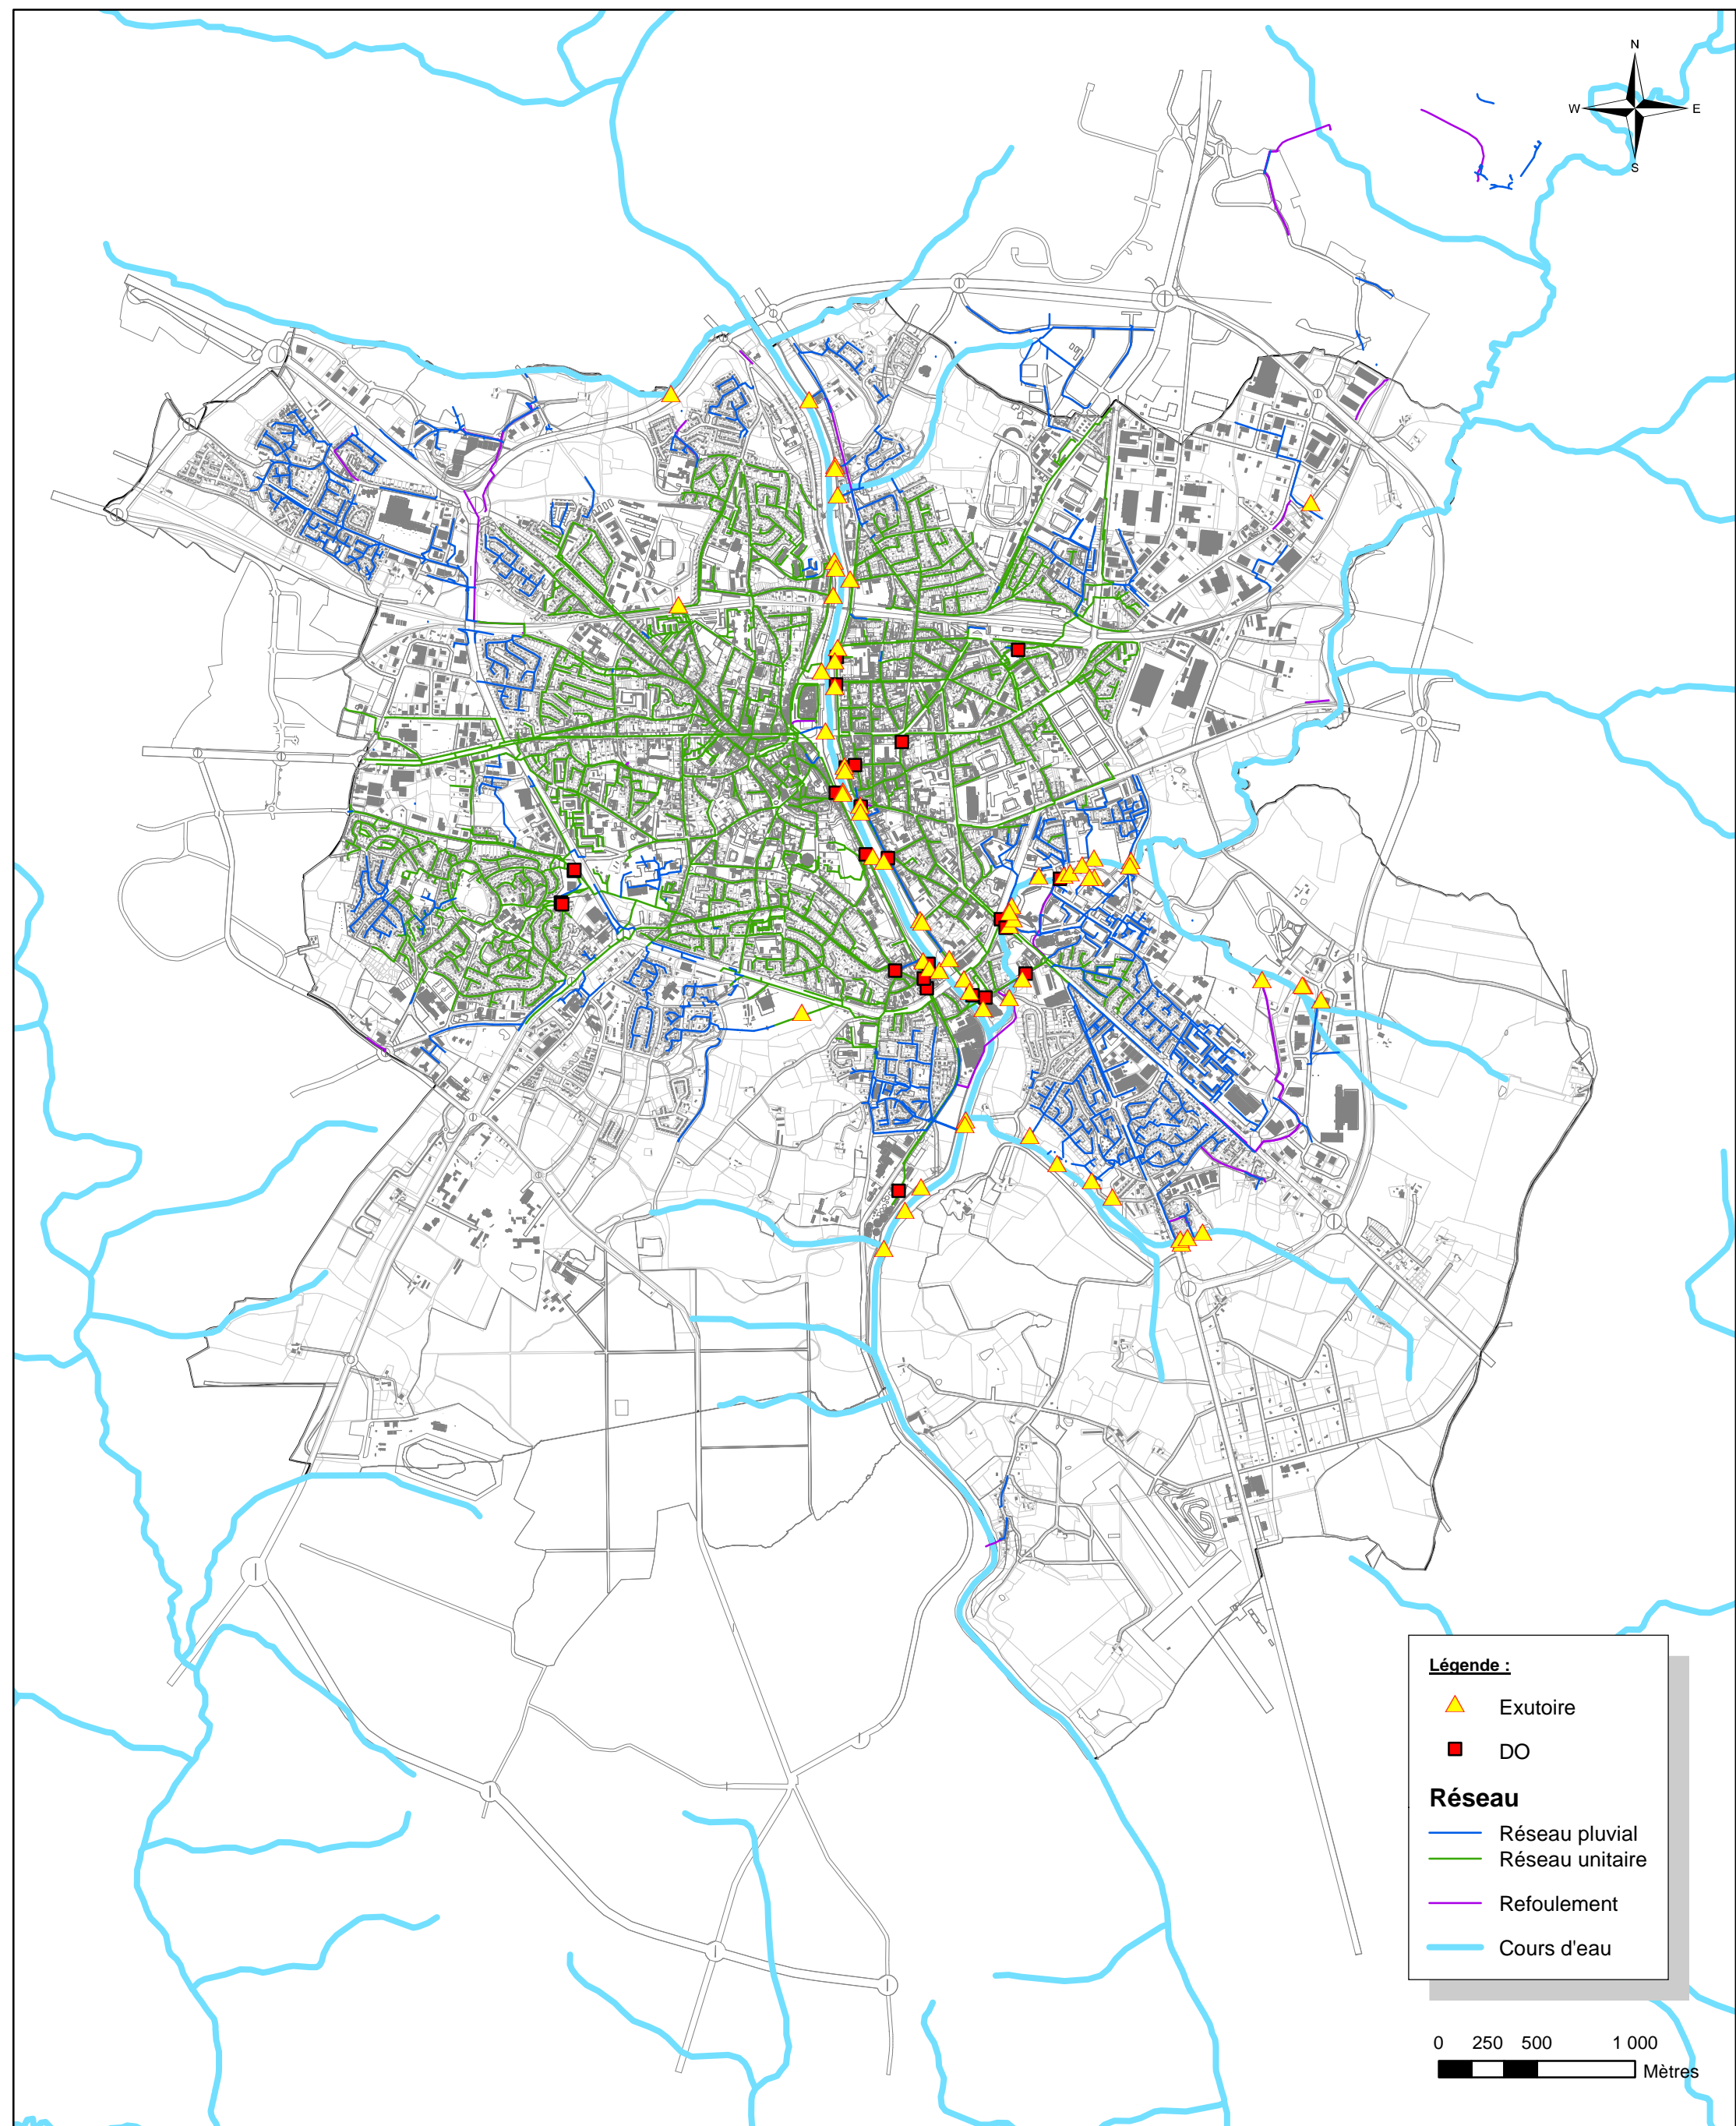 N
W E
S
Légende :
Exutoire
DO
Réseau
Réseau pluvial
Réseau unitaire
Refoulement
Cours d'eau
0 250 500 1 000
Mètres